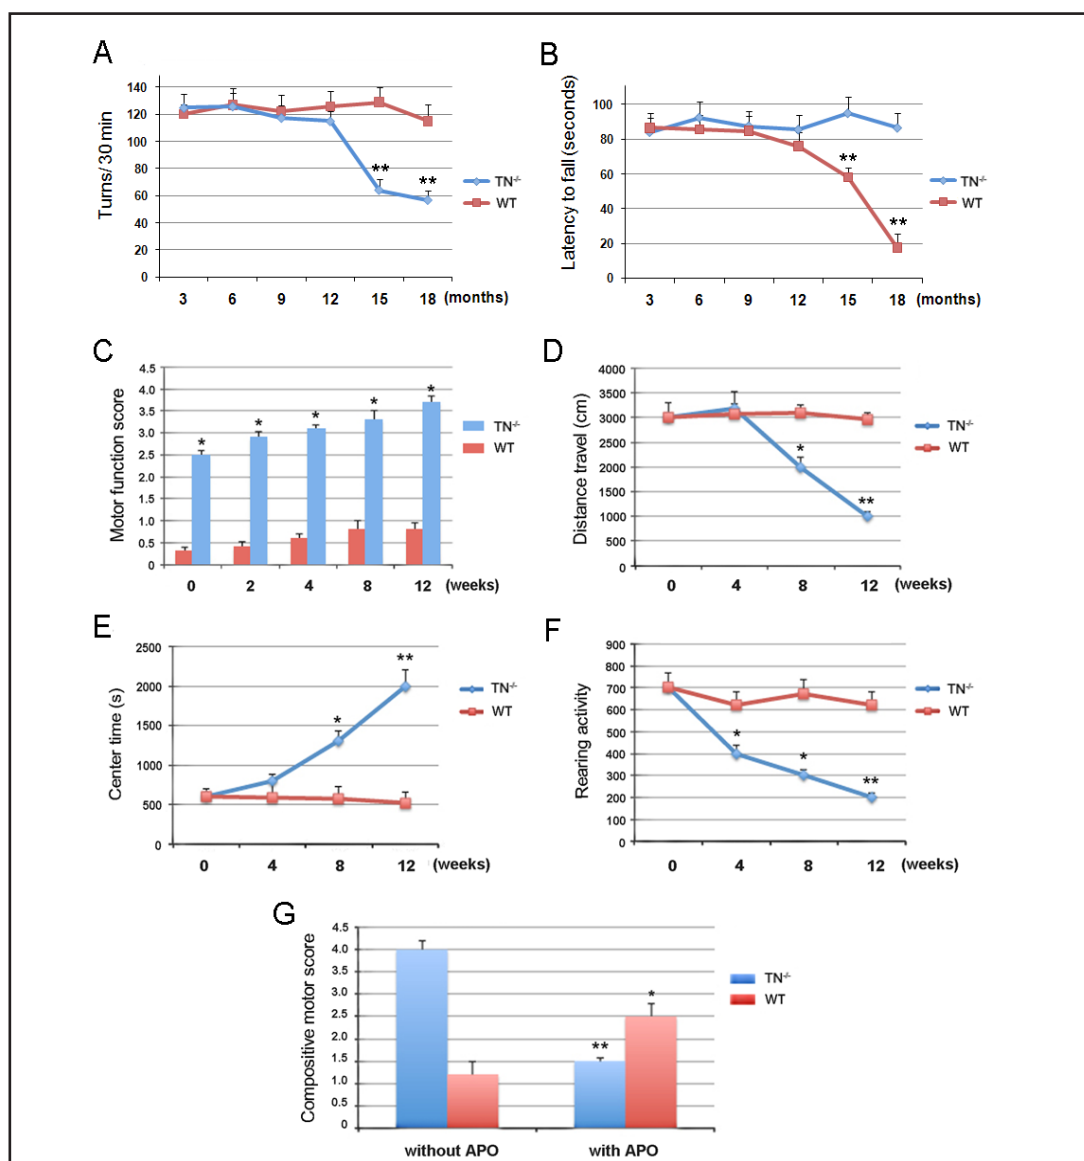 A
Turns/ 30 min
140
120
100
80
60
40
20
0
** **
3 6 9 12 15 18 (months)
TN-/-
WT
B
Latency to fall (seconds)
100
80
60
40
20
0
**
**
3 6 9 12 15 18 (months)
TN-/-
WT
C
Motor function score
4.5
4.0
3.5
3.0
2.5
2.0
1.5
1.0
0.5
0
* * * * *
0 2 4 8 12 (weeks)
TN-/-
WT
D
Distance travel (cm)
4000
3500
3000
2500
2000
1500
1000
500
0
*
**
0 4 8 12 (weeks)
TN-/-
WT
E
Center time (s)
2500
2000
1500
1000
500
0
*
**
0 4 8 12 (weeks)
TN-/-
WT
F
Rearing activity
900
800
700
600
500
400
300
200
100
0
*
*
**
0 4 8 12 (weeks)
TN-/-
WT
G
Compositive motor score
4.5
4.0
3.5
3.0
2.5
2.0
1.5
1.0
0.5
0
**
*
without APO with APO
TN-/-
WT